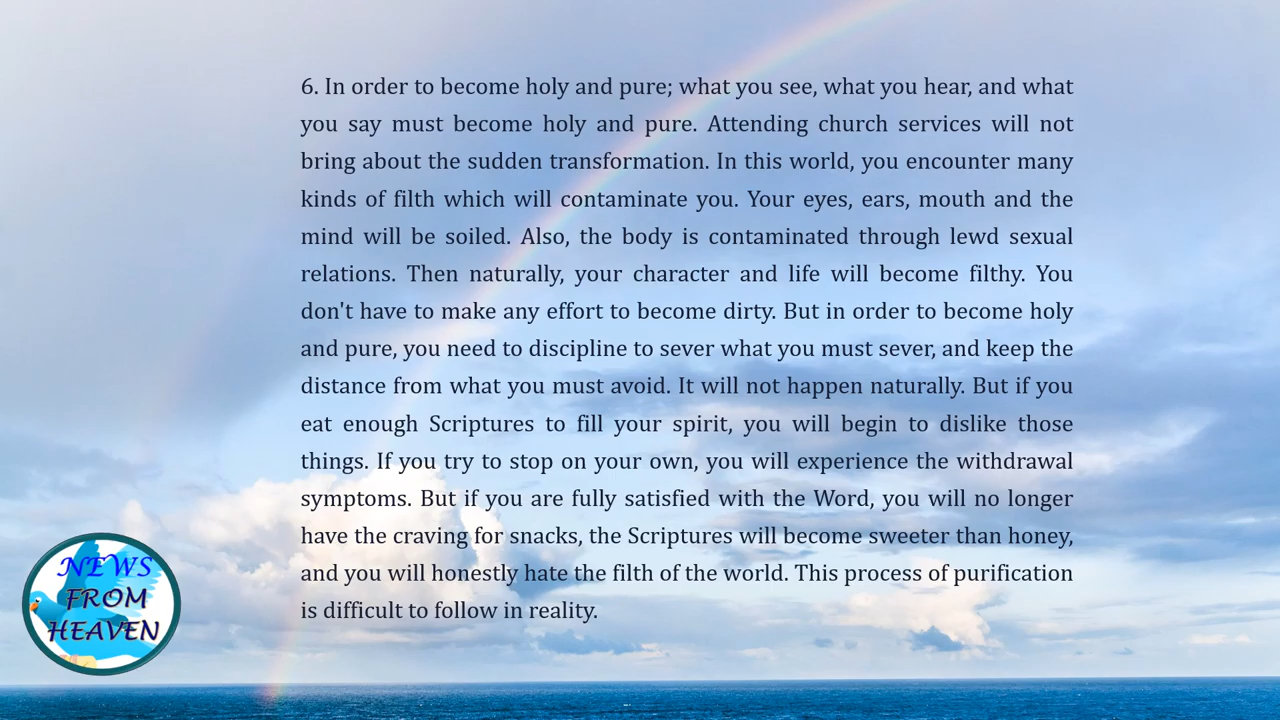 6. In order to become holy and pure; what you see, what you hear, and what
you say must become holy and pure. Attending church services will not
bring about the sudden transformation. In this world, you encounter many
kinds of filth which will contaminate you. Your eyes, ears, mouth and the
mind will be soiled. Also, the body is contaminated through lewd sexual
relations. Then naturally, your character and life will become filthy. You
don't have to make any effort to become dirty. But in order to become holy
and pure, you need to discipline to sever what you must sever, and keep the
distance from what you must avoid. It will not happen naturally. But if you
eat enough Scriptures to fill your spirit, you will begin to dislike those
things. If you try to stop on your own, you will experience the withdrawal
symptoms. But if you are fully satisfied with the Word, you will no longer
have the craving for snacks, the Scriptures will become sweeter than honey,
and you will honestly hate the filth of the world. This process of purification
is difficult to follow in reality.
NEWS
FROM
HEAVEN